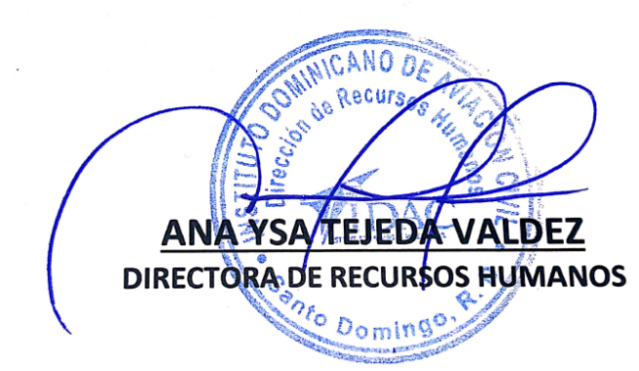 INSTITUTO DOMINICANO DE AVIACIÓN CIVIL
Dirección de Recursos Humanos
IDAC
ANA YSA TEJEDA VALDEZ
DIRECTORA DE RECURSOS HUMANOS
Santo Domingo, R. D.